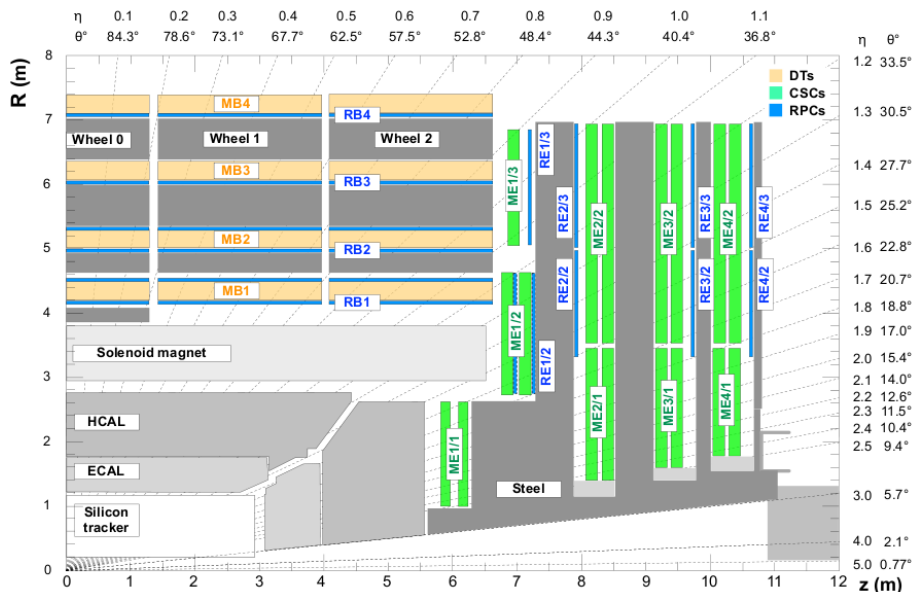 η 0.1 0.2 0.3 0.4 0.5 0.6 0.7 0.8 0.9 1.0 1.1
θ° 84.3° 78.6° 73.1° 67.7° 62.5° 57.5° 52.8° 48.4° 44.3° 40.4° 36.8° η θ°
R (m)
8
7
6
5
4
3
2
1
0
1.2 33.5°
1.3 30.5°
1.4 27.7°
1.5 25.2°
1.6 22.8°
1.7 20.7°
1.8 18.8°
1.9 17.0°
2.0 15.4°
2.1 14.0°
2.2 12.6°
2.3 11.5°
2.4 10.4°
2.5 9.4°
3.0 5.7°
4.0 2.1°
5.0 0.77°
DTs
CSCs
RPCs
MB4
RB4
Wheel 0
Wheel 1
Wheel 2
MB3
RB3
MB2
RB2
MB1
RB1
Solenoid magnet
HCAL
ECAL
Silicon
tracker
Steel
ME1/3
RE1/3
ME1/2
RE1/2
ME1/1
RE2/3
RE2/2
ME2/2
ME2/1
ME3/2
ME3/1
RE3/3
RE3/2
ME4/2
ME4/1
RE4/3
RE4/2
0 1 2 3 4 5 6 7 8 9 10 11 12
z (m)